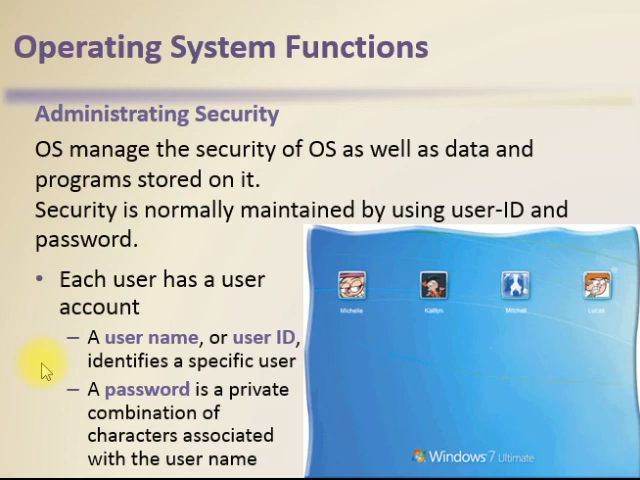 Operating System Functions
Administrating Security
OS manage the security of OS as well as data and
programs stored on it.
Security is normally maintained by using user-ID and
password.
• Each user has a user
account
– A user name, or user ID,
identifies a specific user
– A password is a private
combination of
characters associated
with the user name
Michelle Kaitlyn Mitchell Lucas
Windows 7 Ultimate